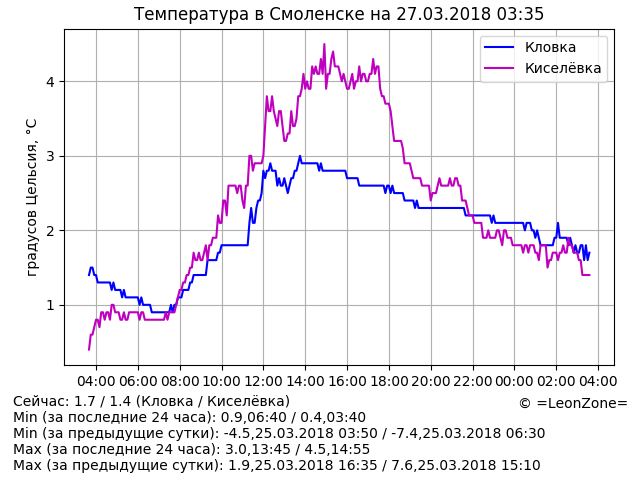 Температура в Смоленске на 27.03.2018 03:35
Кловка
Киселёвка
градусов Цельсия, °C
4
3
2
1
04:00 06:00 08:00 10:00 12:00 14:00 16:00 18:00 20:00 22:00 00:00 02:00 04:00
Сейчас: 1.7 / 1.4 (Кловка / Киселёвка)
© =LeonZone=
Min (за последние 24 часа): 0.9,06:40 / 0.4,03:40
Min (за предыдущие сутки): -4.5,25.03.2018 03:50 / -7.4,25.03.2018 06:30
Max (за последние 24 часа): 3.0,13:45 / 4.5,14:55
Max (за предыдущие сутки): 1.9,25.03.2018 16:35 / 7.6,25.03.2018 15:10